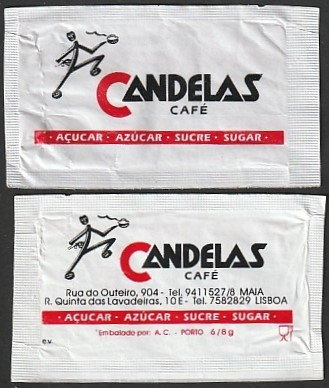 CANDELAS
CAFÉ
· AÇUCAR · AZÚCAR · SUCRE · SUGAR ·
CANDELAS
CAFÉ
Rua do Outeiro, 904 - Tel. 9411527/8 MAIA
R. Quinta das Lavadeiras, 10 E - Tel. 7582829 LISBOA
· AÇUCAR · AZÚCAR · SUCRE · SUGAR ·
Embalado por: A. C. - PORTO 6/8 g
e.v.